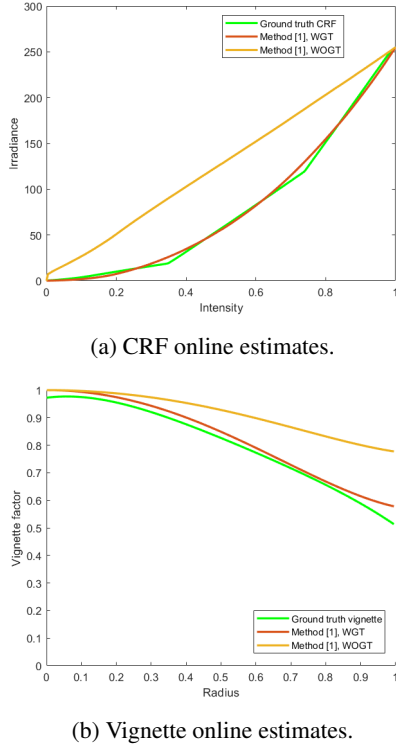 300
250
200
150
100
50
0
Irradiance
Ground truth CRF
Method [1], WGT
Method [1], WOGT
0 0.2 0.4 0.6 0.8 1
Intensity
(a) CRF online estimates.
1
0.9
0.8
0.7
0.6
0.5
0.4
0.3
0.2
0.1
0
Vignette factor
Ground truth vignette
Method [1], WGT
Method [1], WOGT
0 0.1 0.2 0.3 0.4 0.5 0.6 0.7 0.8 0.9 1
Radius
(b) Vignette online estimates.